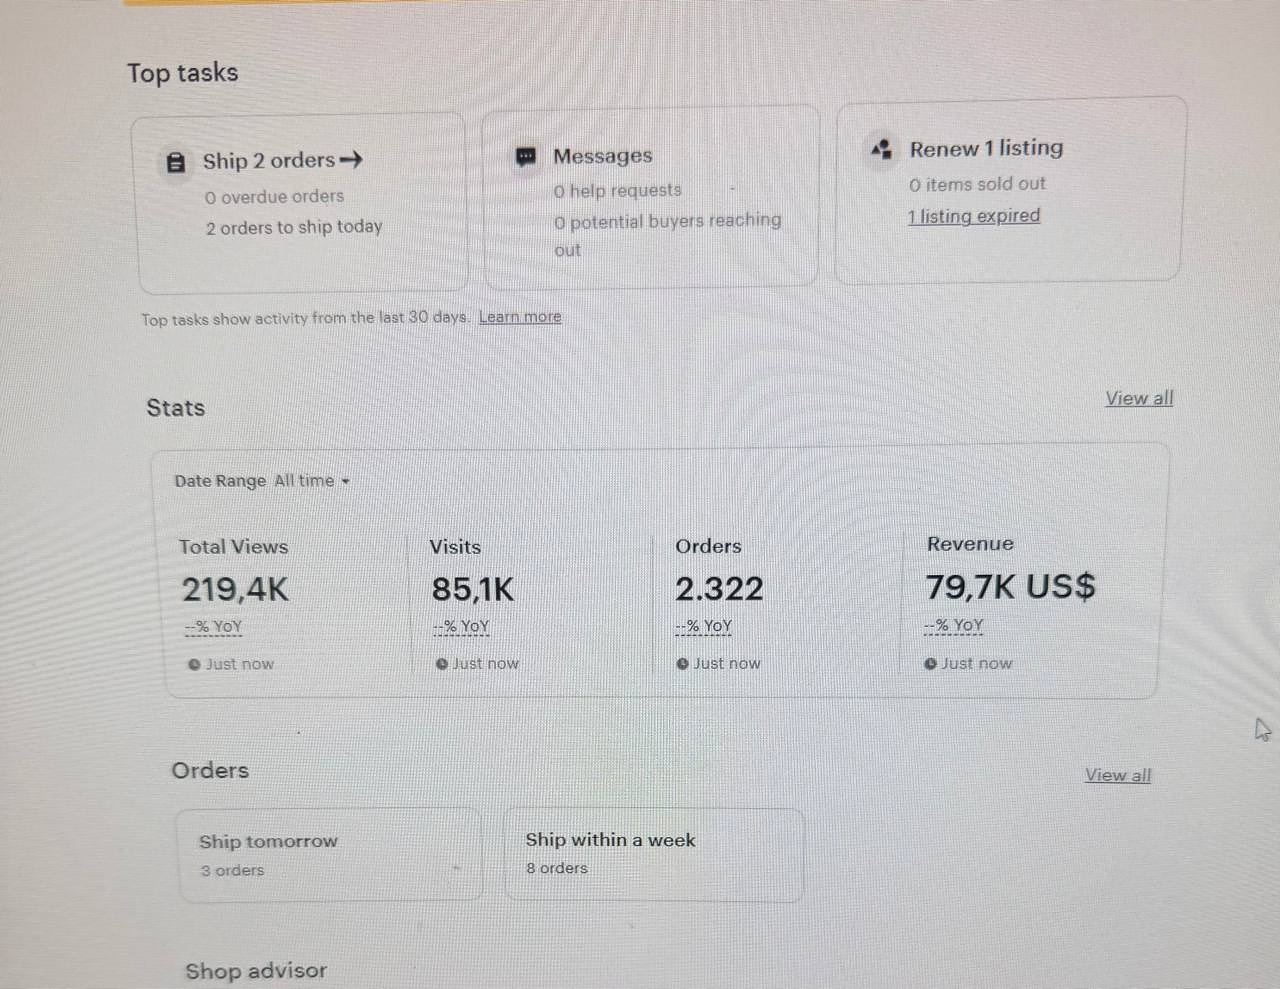 Top tasks
Ship 2 orders →
0 overdue orders
2 orders to ship today
Messages
0 help requests
0 potential buyers reaching
out
Renew 1 listing
0 items sold out
1 listing expired
Top tasks show activity from the last 30 days. Learn more
Stats
View all
Date Range All time
Total Views
219,4K
--% YoY
Just now
Visits
85,1K
--% YoY
Just now
Orders
2.322
--% YoY
Just now
Revenue
79,7K US$
--% YoY
Just now
Orders
View all
Ship tomorrow
3 orders
Ship within a week
8 orders
Shop advisor